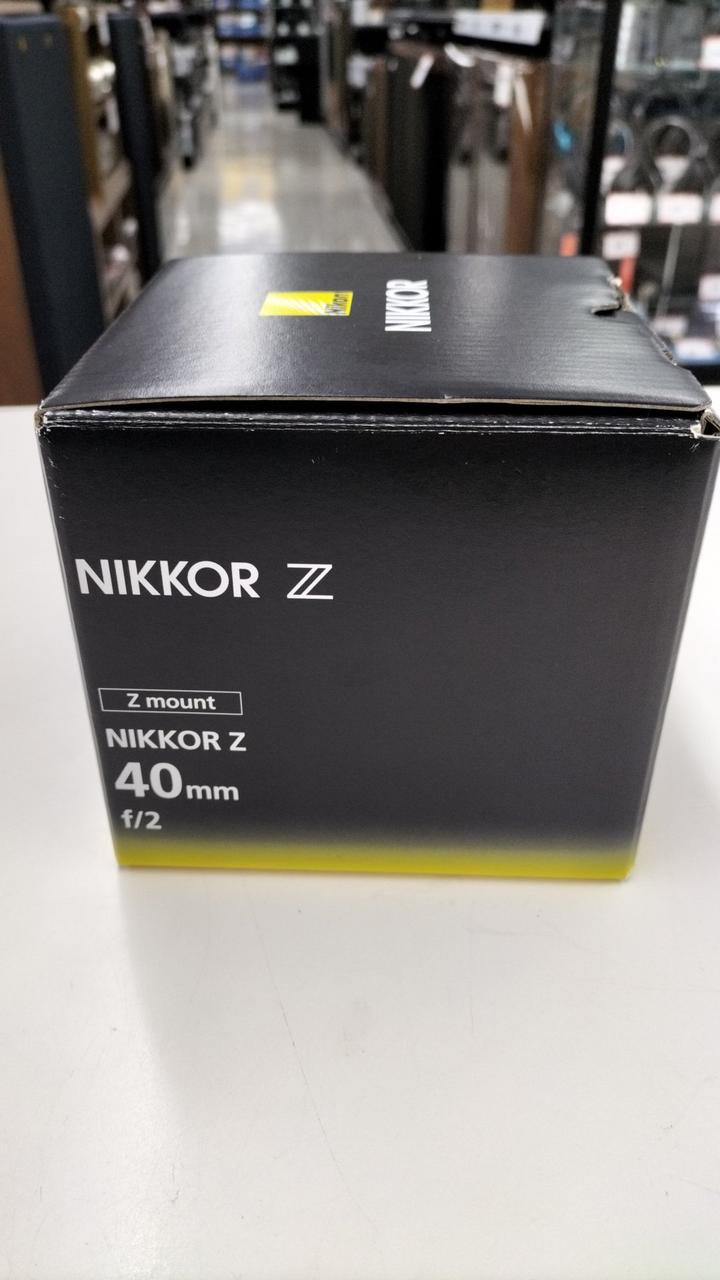 Nikon
NIKKOR
NIKKOR Z
Z mount
NIKKOR Z
40mm
f/2